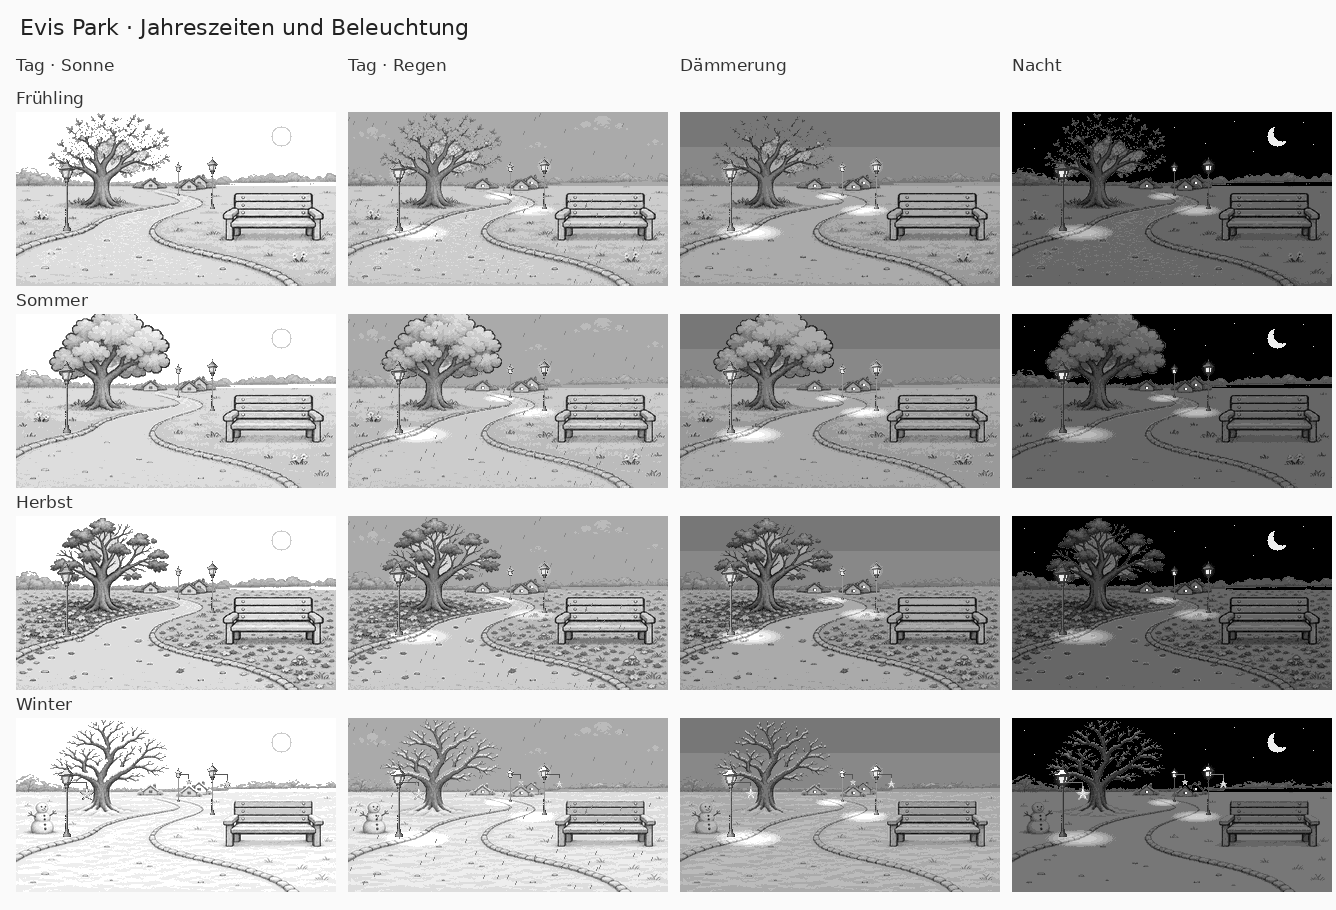 Evis Park · Jahreszeiten und Beleuchtung
Tag · Sonne
Tag · Regen
Dämmerung
Nacht
Frühling
Sommer
Herbst
Winter